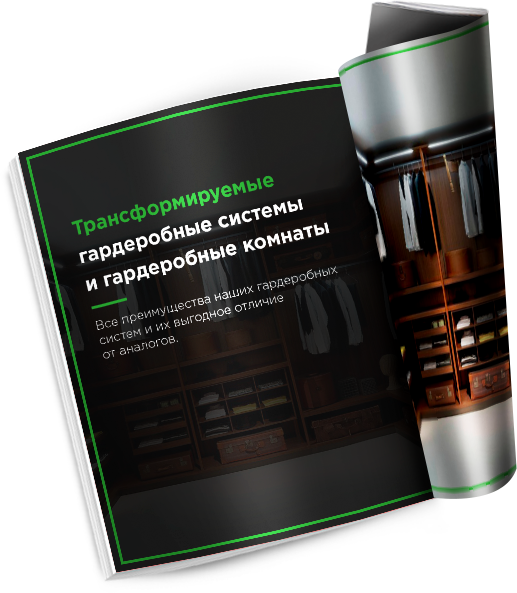 Трансформируемые
гардеробные системы
и гардеробные комнаты
Все преимущества наших гардеробных
систем и их выгодное отличие
от аналогов.